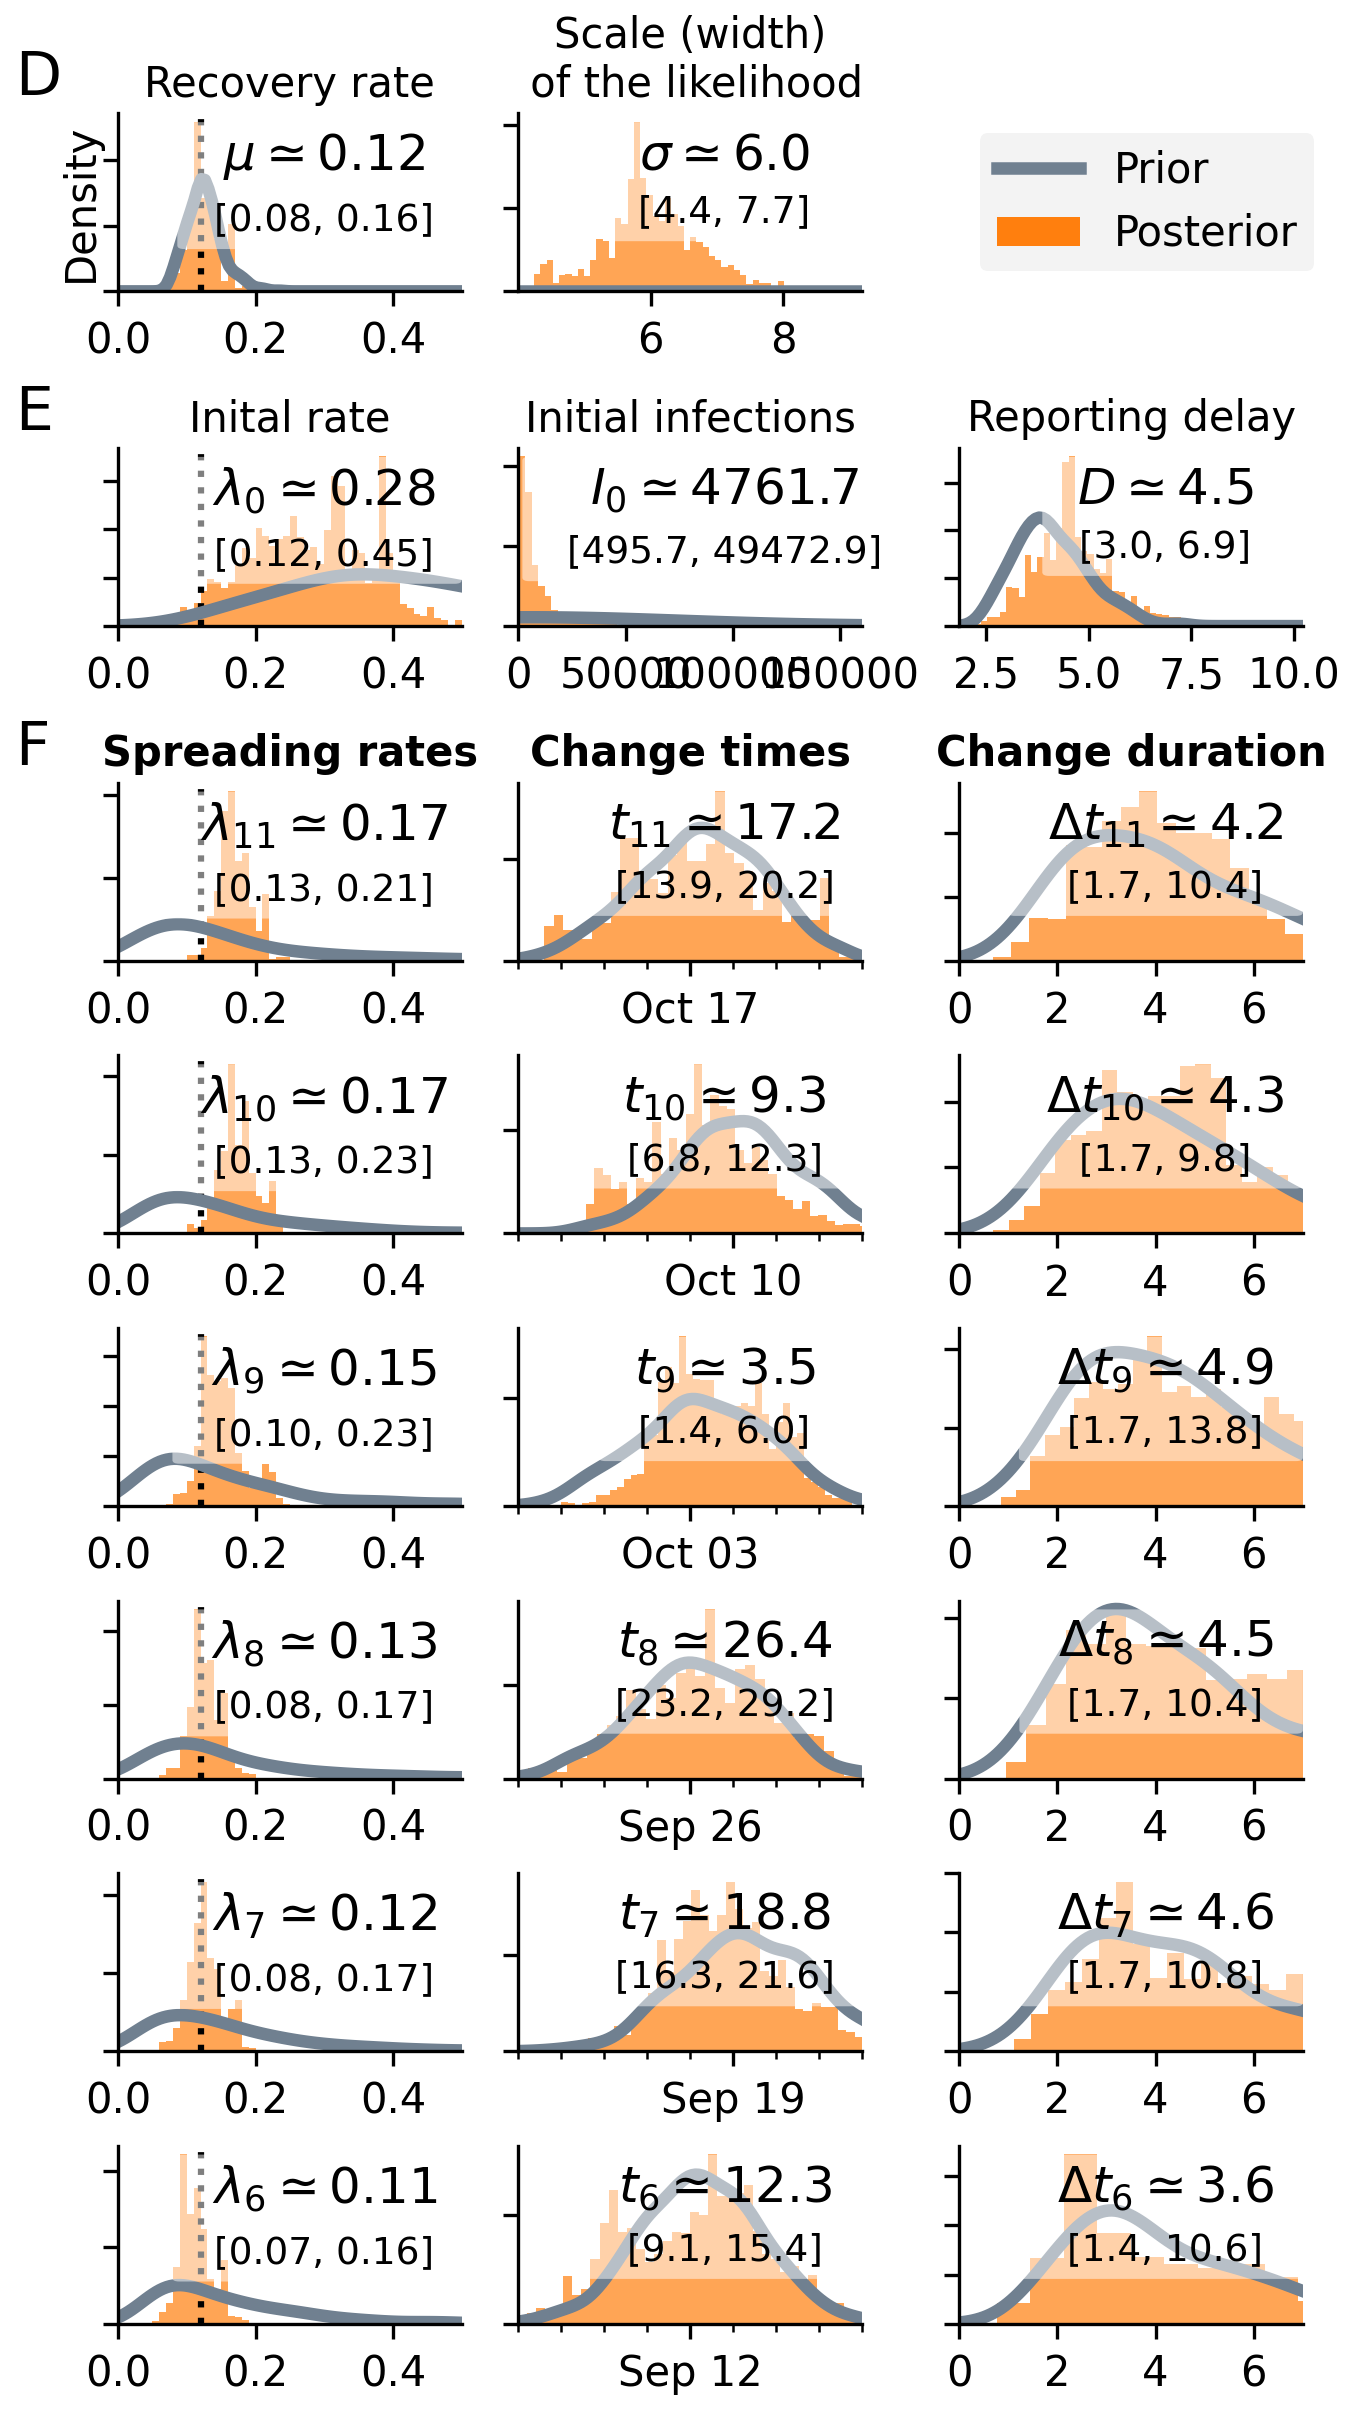 D
Recovery rate
Scale (width)
of the likelihood
Density
μ ≃ 0.12
[0.08, 0.16]
0.0 0.2 0.4
σ ≃ 6.0
[4.4, 7.7]
6 8
Prior
Posterior
E
Inital rate
λ0 ≃ 0.28
[0.12, 0.45]
0.0 0.2 0.4
Initial infections
I0 ≃ 4761.7
[495.7, 49472.9]
0 50000 100000 150000
Reporting delay
D ≃ 4.5
[3.0, 6.9]
2.5 5.0 7.5 10.0
F
Spreading rates
Change times
Change duration
λ11 ≃ 0.17
[0.13, 0.21]
0.0 0.2 0.4
t11 ≃ 17.2
[13.9, 20.2]
Oct 17
Δt11 ≃ 4.2
[1.7, 10.4]
0 2 4 6
λ10 ≃ 0.17
[0.13, 0.23]
0.0 0.2 0.4
t10 ≃ 9.3
[6.8, 12.3]
Oct 10
Δt10 ≃ 4.3
[1.7, 9.8]
0 2 4 6
λ9 ≃ 0.15
[0.10, 0.23]
0.0 0.2 0.4
t9 ≃ 3.5
[1.4, 6.0]
Oct 03
Δt9 ≃ 4.9
[1.7, 13.8]
0 2 4 6
λ8 ≃ 0.13
[0.08, 0.17]
0.0 0.2 0.4
t8 ≃ 26.4
[23.2, 29.2]
Sep 26
Δt8 ≃ 4.5
[1.7, 10.4]
0 2 4 6
λ7 ≃ 0.12
[0.08, 0.17]
0.0 0.2 0.4
t7 ≃ 18.8
[16.3, 21.6]
Sep 19
Δt7 ≃ 4.6
[1.7, 10.8]
0 2 4 6
λ6 ≃ 0.11
[0.07, 0.16]
0.0 0.2 0.4
t6 ≃ 12.3
[9.1, 15.4]
Sep 12
Δt6 ≃ 3.6
[1.4, 10.6]
0 2 4 6